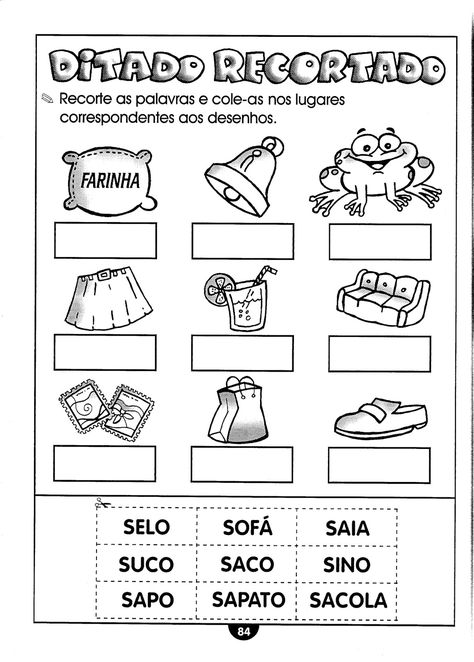 DITADO RECORTADO
Recorte as palavras e cole-as nos lugares
correspondentes aos desenhos.
FARINHA
SELO SOFÁ SAIA
SUCO SACO SINO
SAPO SAPATO SACOLA
84